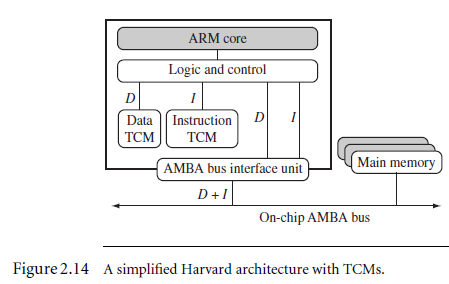 ARM core
Logic and control
D
I
Data
TCM
Instruction
TCM
D
I
AMBA bus interface unit
Main memory
D + I
On-chip AMBA bus
Figure 2.14 A simplified Harvard architecture with TCMs.